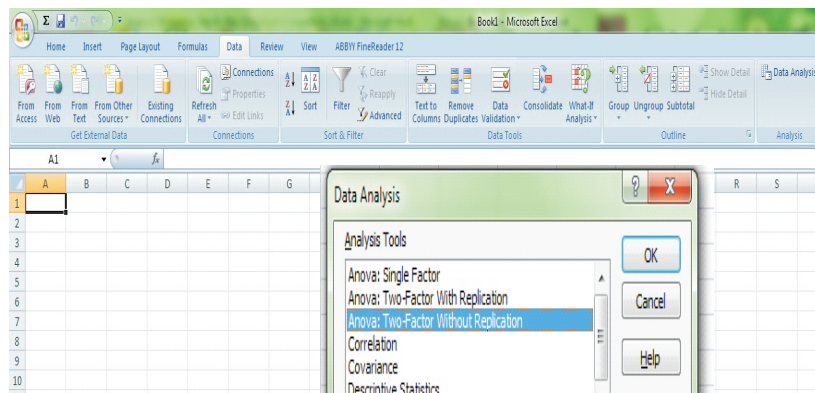 Book1 - Microsoft Excel
Home Insert Page Layout Formulas Data Review View ABBYY FineReader 12
From Access
From Web
From Text
From Other Sources
Existing Connections
Get External Data
Refresh All
Connections
Properties
Edit Links
Connections
Sort
Filter
Clear
Reapply
Advanced
Sort & Filter
Text to Columns
Remove Duplicates
Data Validation
Consolidate
What-If Analysis
Data Tools
Group Ungroup Subtotal
Show Detail
Hide Detail
Outline
Data Analysis
Analysis
A1 fx
A B C D E F G R S
1
2
3
4
5
6
7
8
9
10
Data Analysis
Analysis Tools
Anova: Single Factor
Anova: Two-Factor With Replication
Anova: Two-Factor Without Replication
Correlation
Covariance
Descriptive Statistics
OK
Cancel
Help